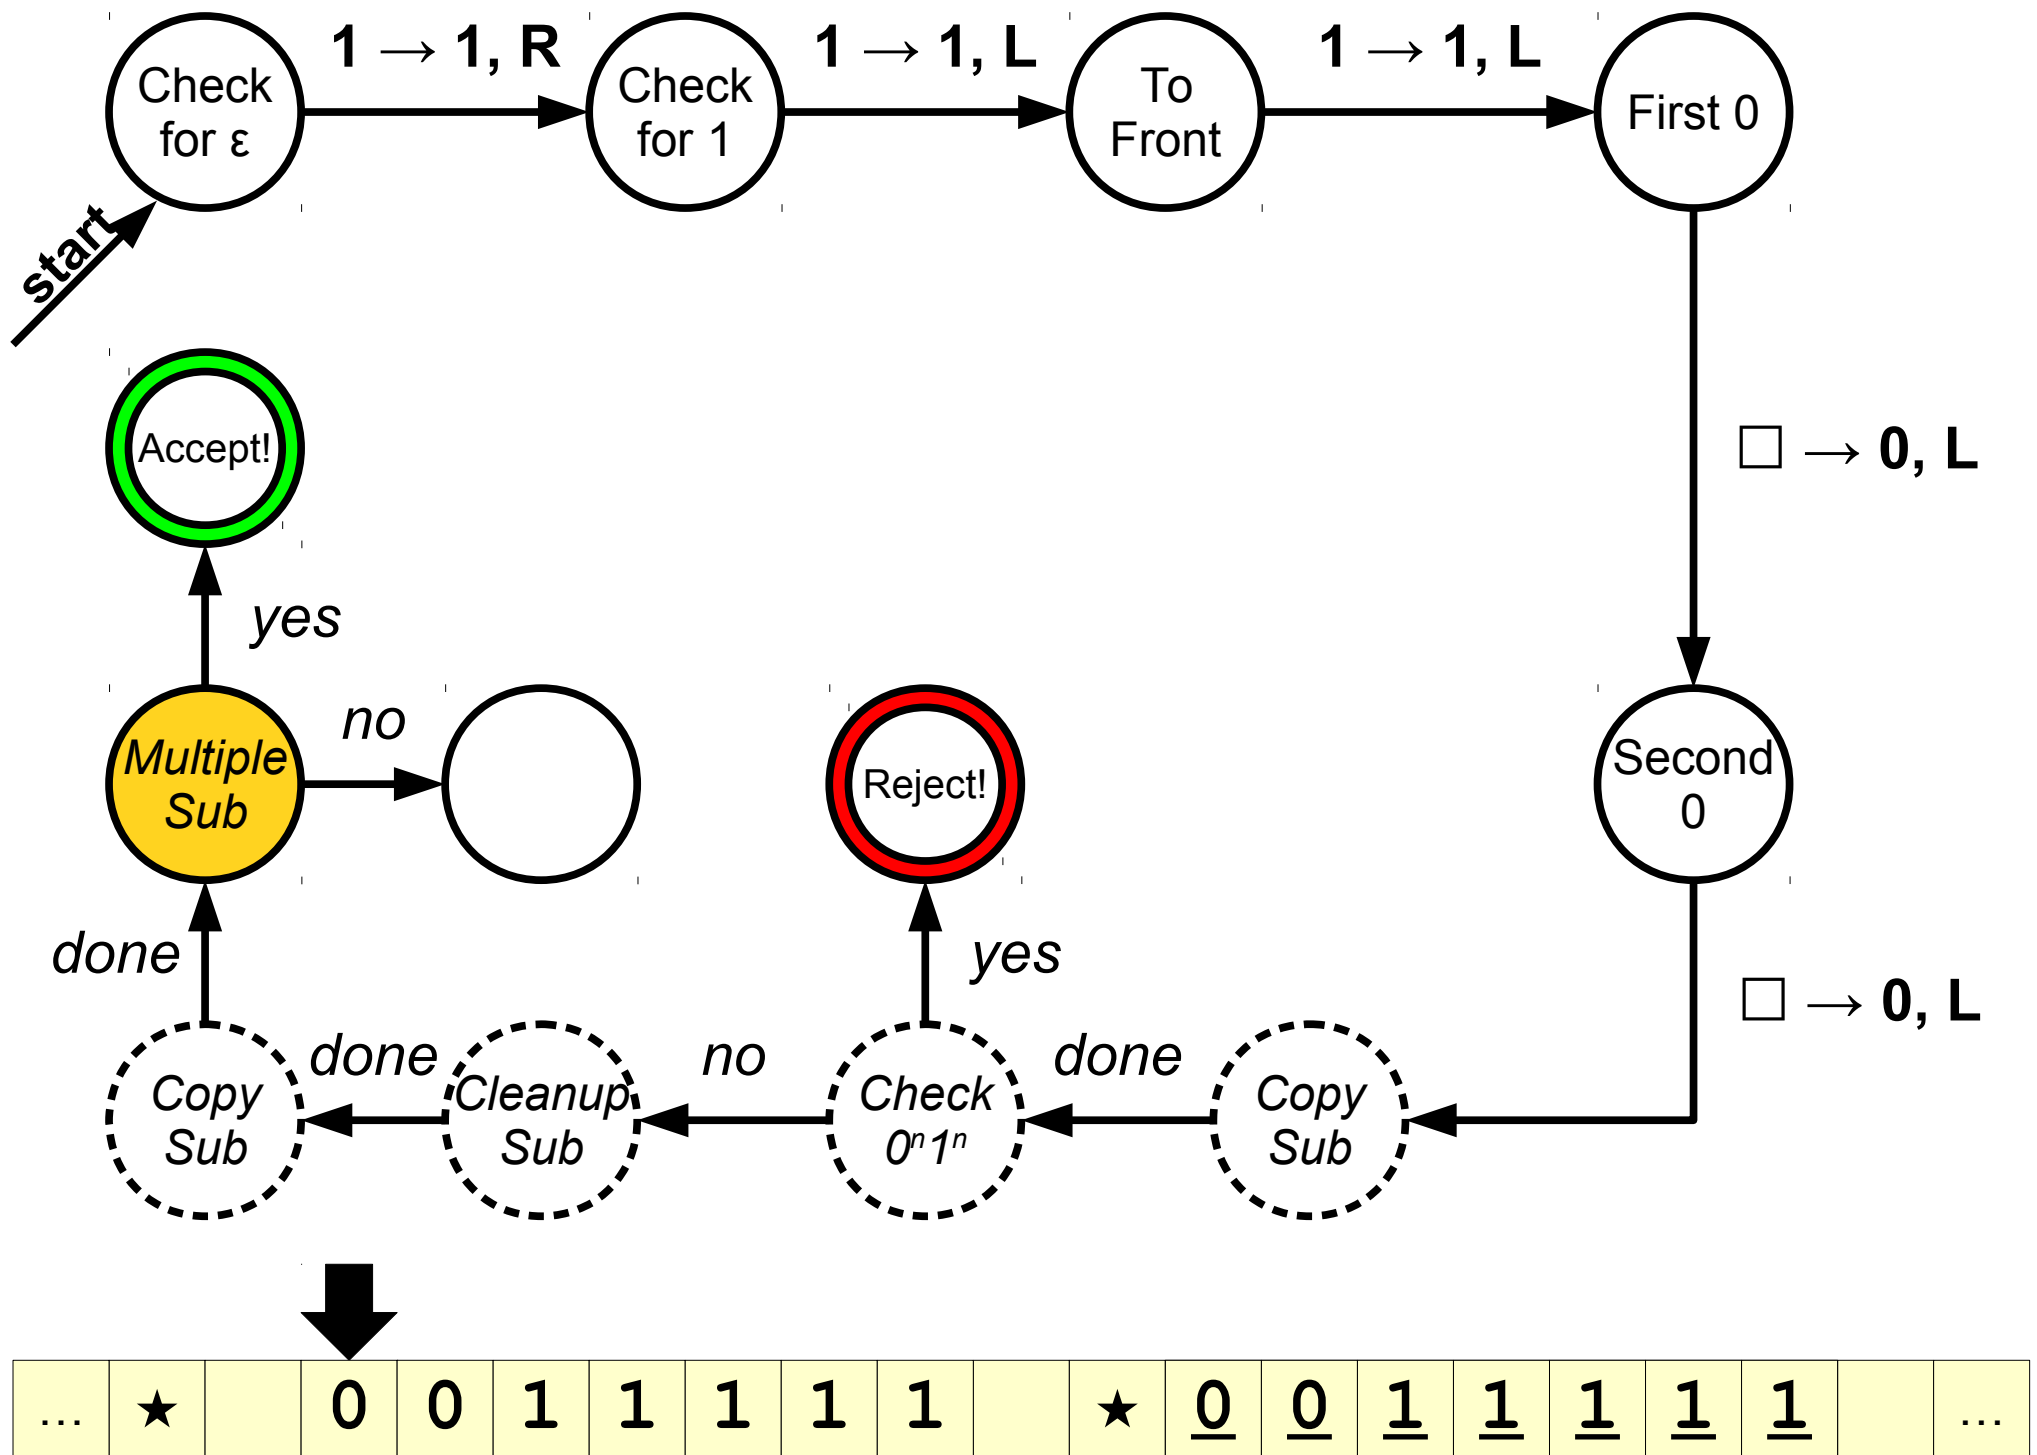 Check
for ε
1 → 1, R
Check
for 1
1 → 1, L
To
Front
1 → 1, L
First 0
start
Accept!
□ → 0, L
yes
no
Multiple
Sub
Reject!
Second
0
done
yes
□ → 0, L
Copy
Sub
done
Cleanup
Sub
no
Check
0ⁿ1ⁿ
done
Copy
Sub
... ★ 0 0 1 1 1 1 1 ★ 0 0 1 1 1 1 1 ...